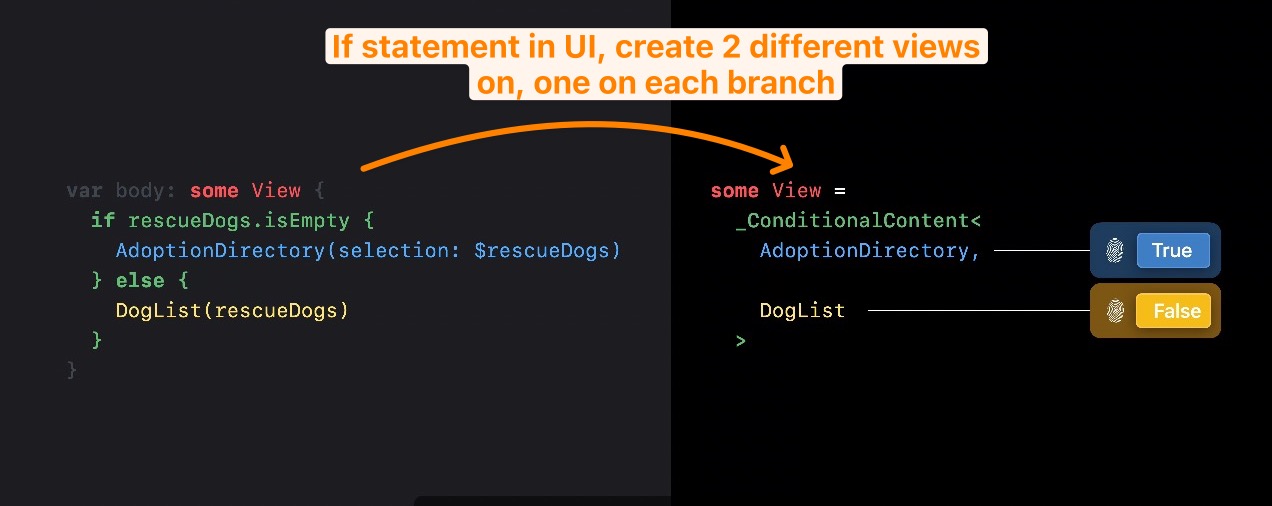 If statement in UI, create 2 different views
on, one on each branch
var body: some View {
if rescueDogs.isEmpty {
AdoptionDirectory(selection: $rescueDogs)
} else {
DogList(rescueDogs)
}
}
some View =
_ConditionalContent<
AdoptionDirectory,
True
DogList
False
>